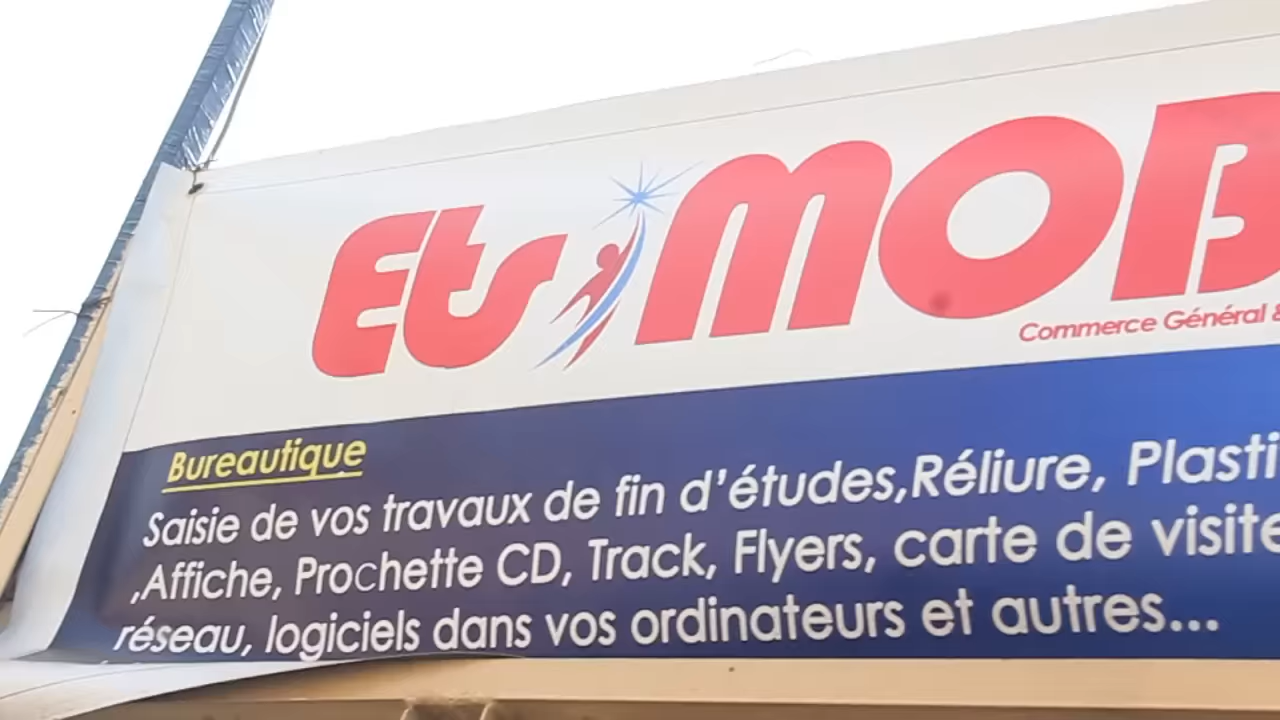 Ets MOB
Commerce Général &
Bureautique
Saisie de vos travaux de fin d'études,Réliure, Plasti
,Affiche, Prochette CD, Track, Flyers, carte de visite
réseau, logiciels dans vos ordinateurs et autres...